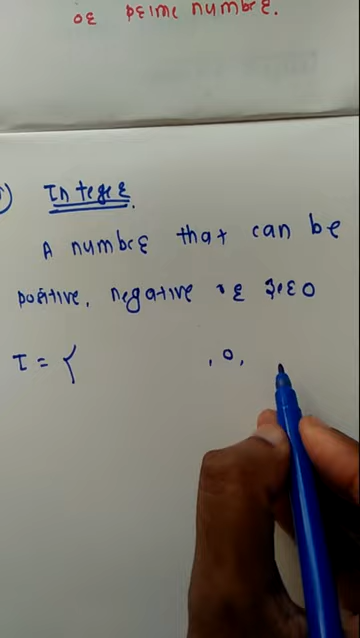 or prime number.
) Integer.
A number that can be
positive, negative or zero
I = { , 0,